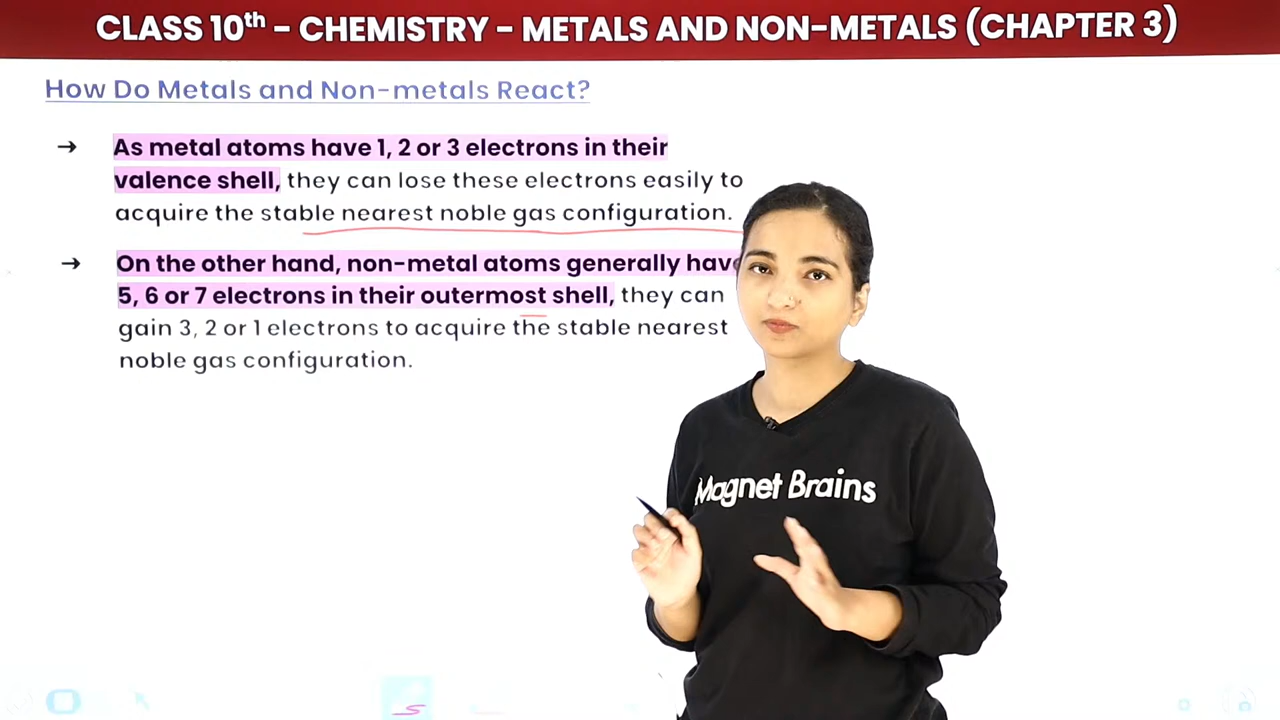 CLASS 10th - CHEMISTRY - METALS AND NON-METALS (CHAPTER 3)
How Do Metals and Non-metals React?
→ As metal atoms have 1, 2 or 3 electrons in their
valence shell, they can lose these electrons easily to
acquire the stable nearest noble gas configuration.
→ On the other hand, non-metal atoms generally have
5, 6 or 7 electrons in their outermost shell, they can
gain 3, 2 or 1 electrons to acquire the stable nearest
noble gas configuration.
Magnet Brains